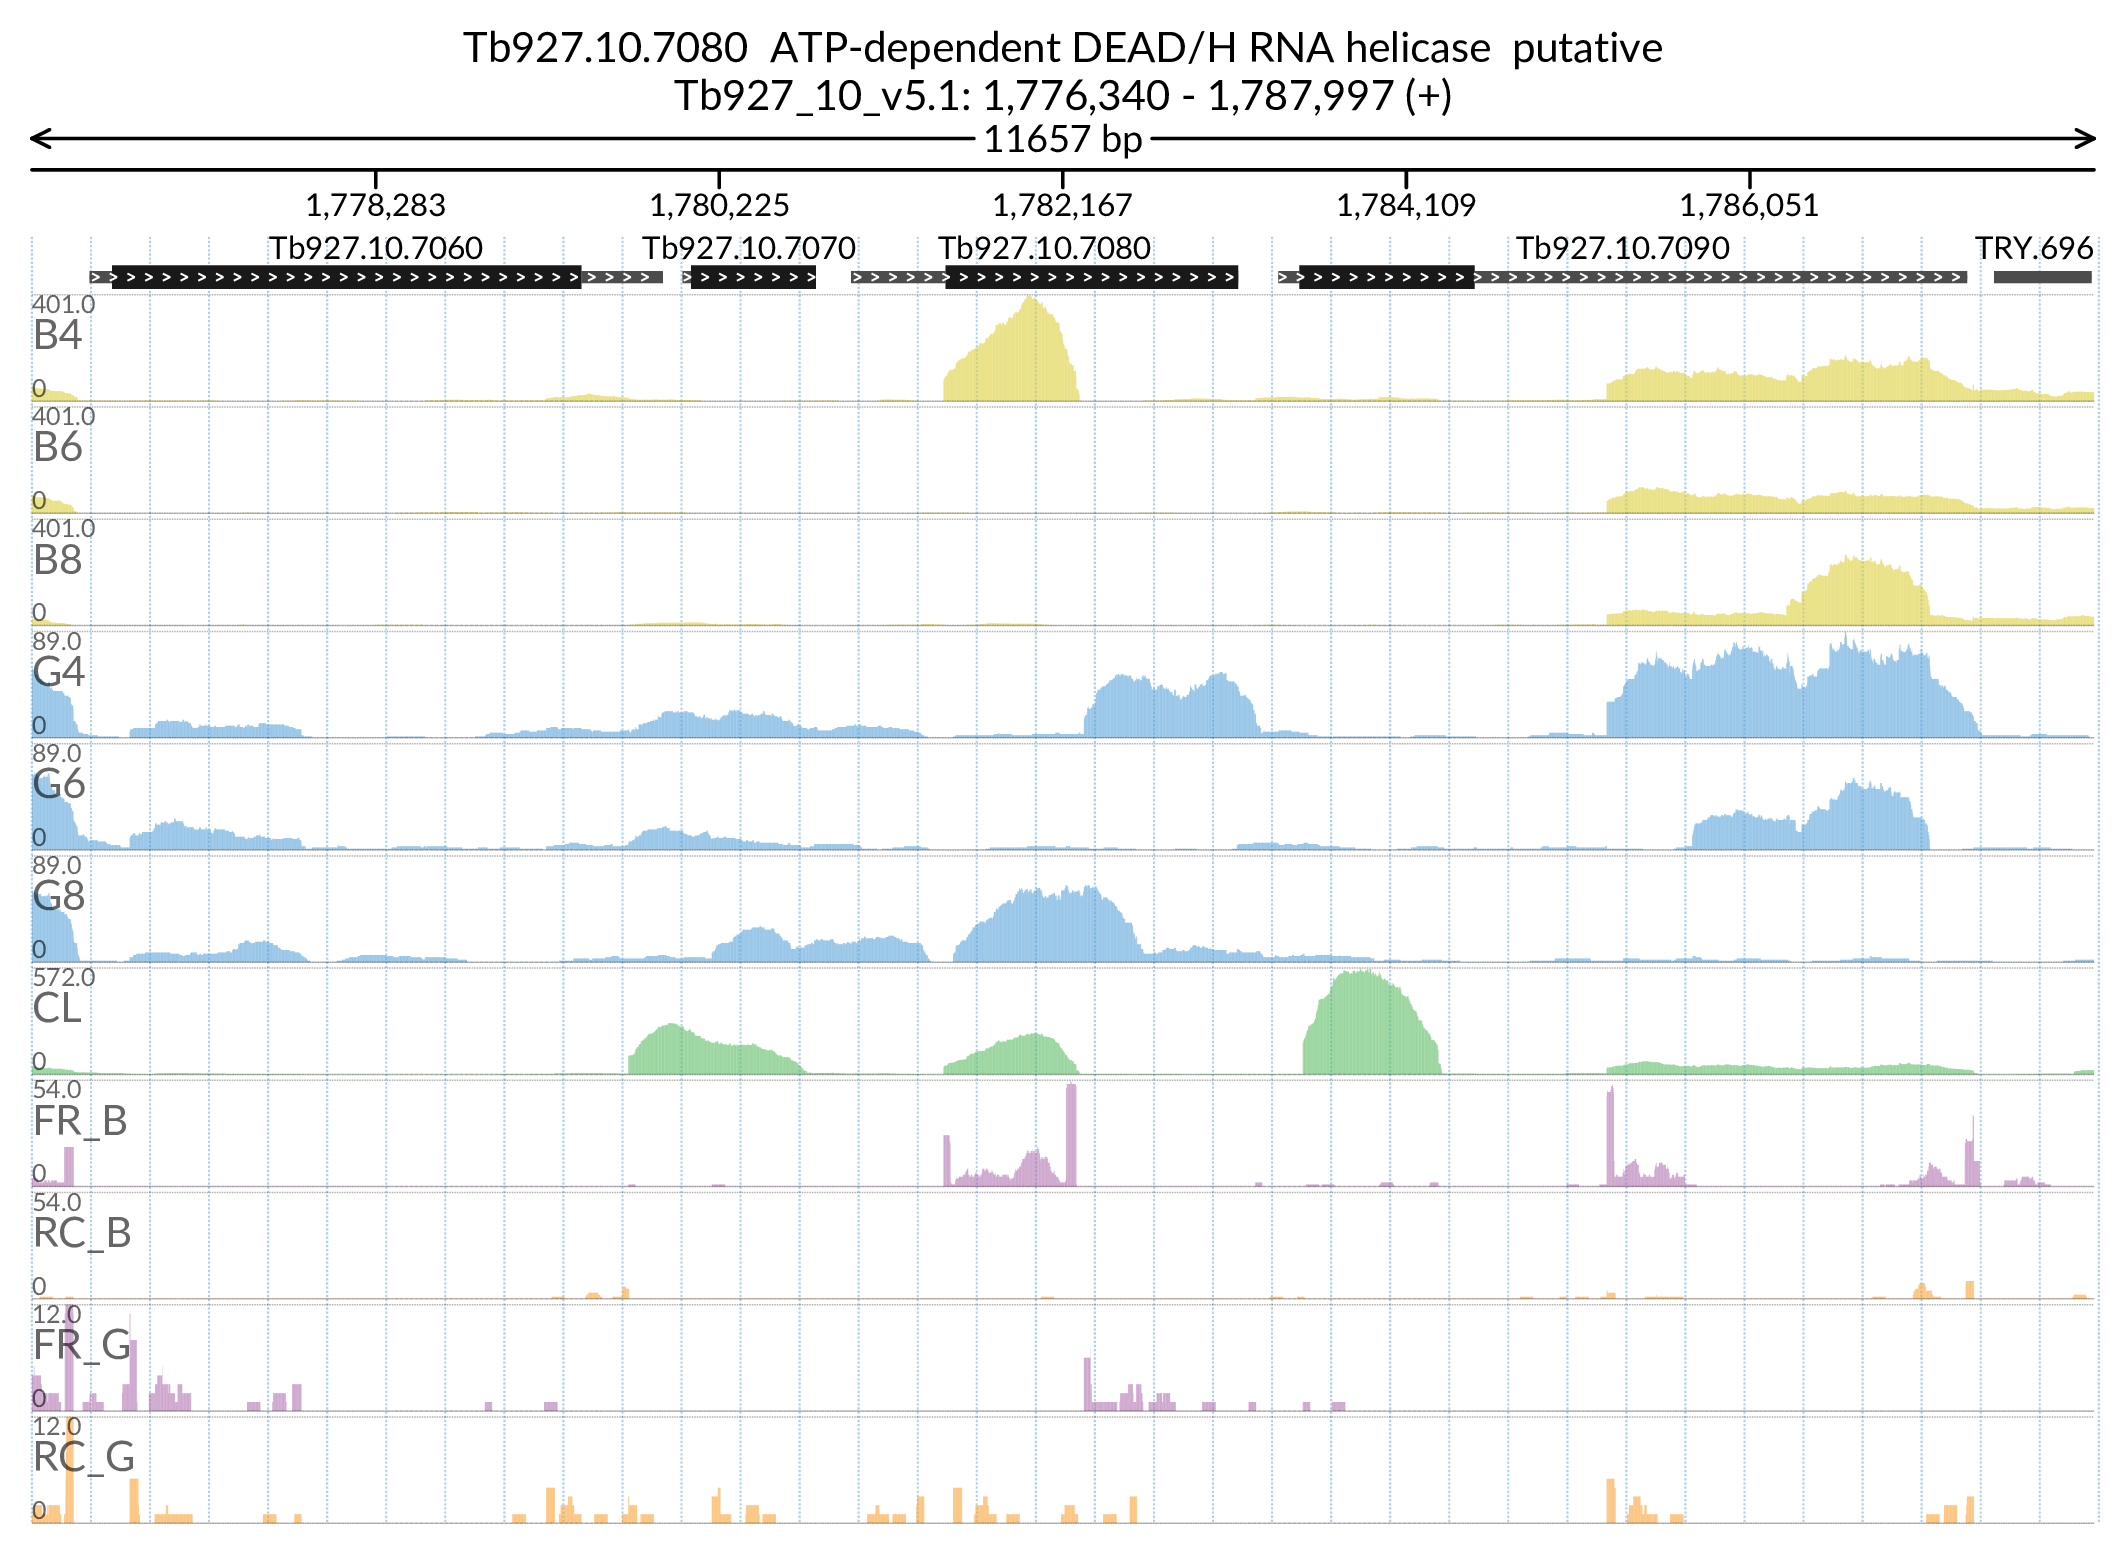 Tb927.10.7080  ATP-dependent DEAD/H RNA helicase  putative
Tb927_10_v5.1: 1,776,340 - 1,787,997 (+)
11657 bp
1,778,283 1,780,225 1,782,167 1,784,109 1,786,051
Tb927.10.7060 Tb927.10.7070 Tb927.10.7080 Tb927.10.7090 TRY.696
401.0
B4
0
401.0
B6
0
401.0
B8
0
89.0
G4
0
89.0
G6
0
89.0
G8
0
572.0
CL
0
54.0
FR_B
0
54.0
RC_B
0
12.0
FR_G
0
12.0
RC_G
0